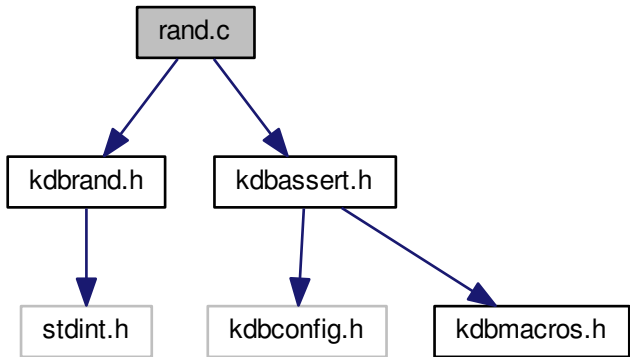 rand.c
kdbrand.h
kdbassert.h
stdint.h
kdbconfig.h
kdbmacros.h